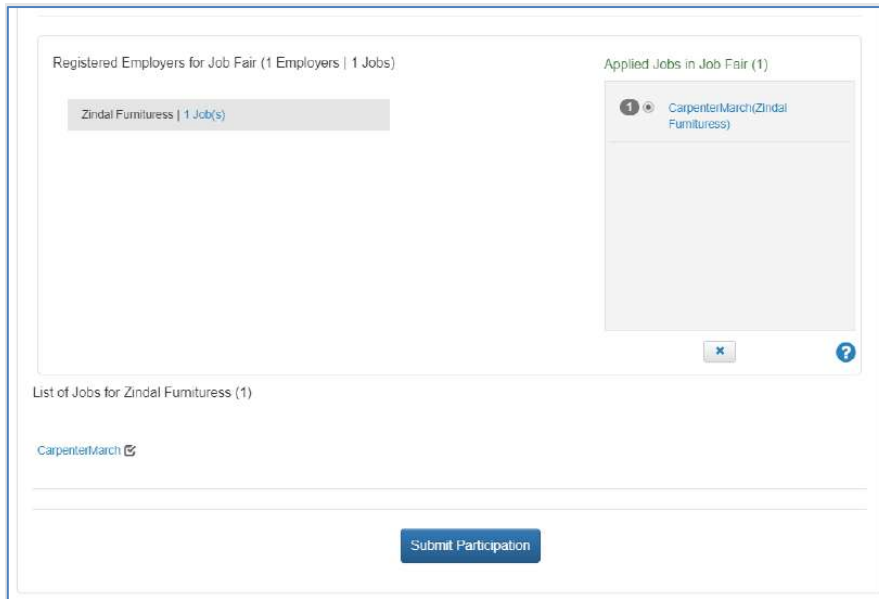 Registered Employers for Job Fair (1 Employers | 1 Jobs)
Zindal Furnituress | 1 Job(s)
Applied Jobs in Job Fair (1)
1 CarpenterMarch(Zindal
Furnituress)
List of Jobs for Zindal Furnituress (1)
CarpenterMarch
Submit Participation